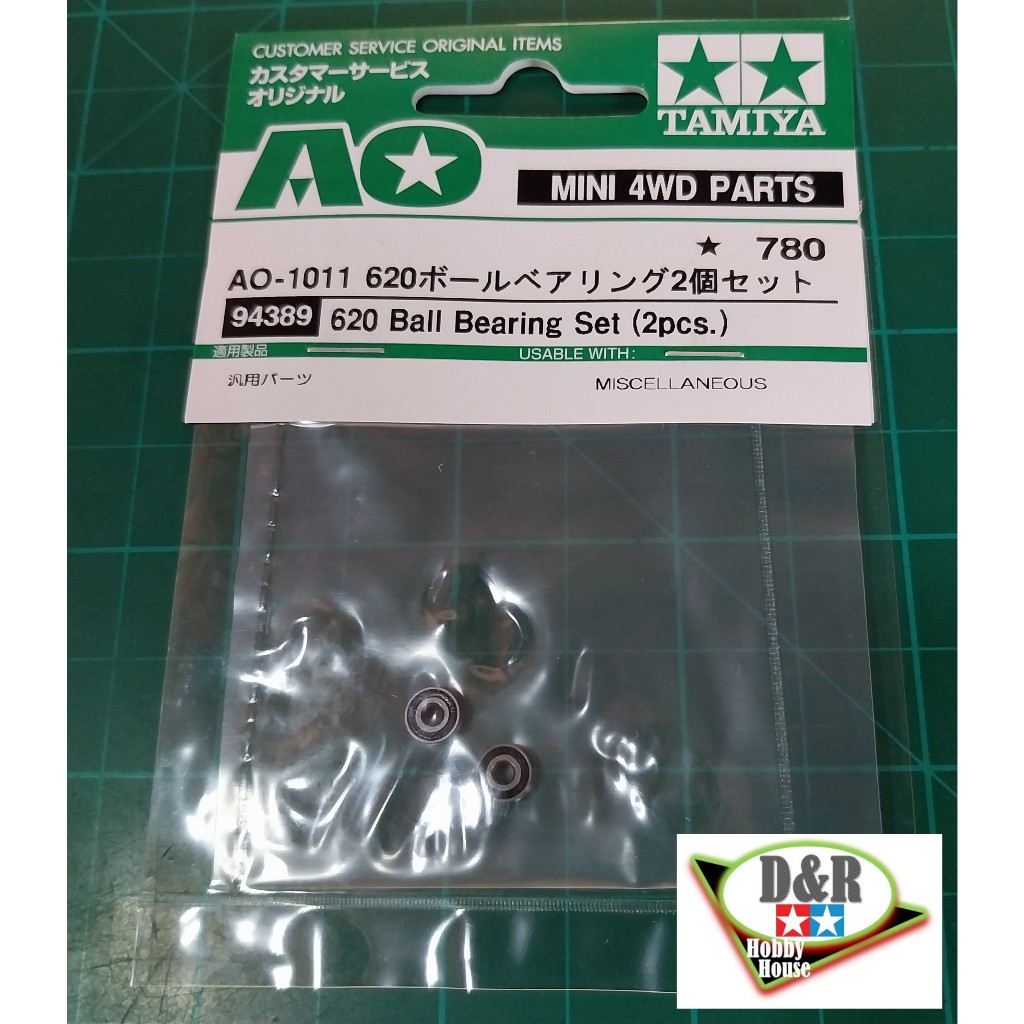 CUSTOMER SERVICE ORIGINAL ITEMS
カスタマーサービス
オリジナル
TAMIYA
AO
MINI 4WD PARTS
★ 780
AO-1011 620ボールベアリング2個セット
94389 620 Ball Bearing Set (2pcs.)
適用製品 USABLE WITH:
汎用パーツ MISCELLANEOUS
D&R
Hobby
House